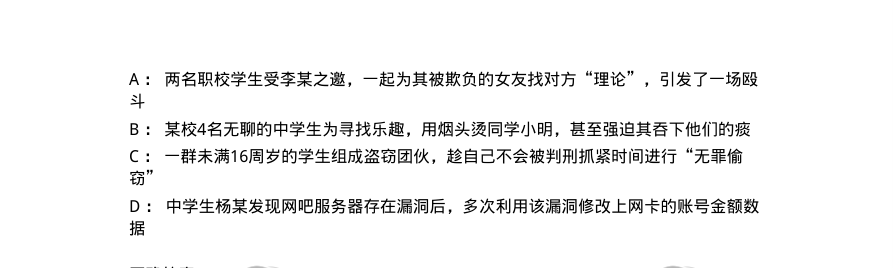 A： 两名职校学生受李某之邀，一起为其被欺负的女友找对方“理论”，引发了一场殴
斗
B： 某校4名无聊的中学生为寻找乐趣，用烟头烫同学小明，甚至强迫其吞下他们的痰
C： 一群未满16周岁的学生组成盗窃团伙，趁自己不会被判刑抓紧时间进行“无罪偷
窃”
D： 中学生杨某发现网吧服务器存在漏洞后，多次利用该漏洞修改上网卡的账号金额数
据